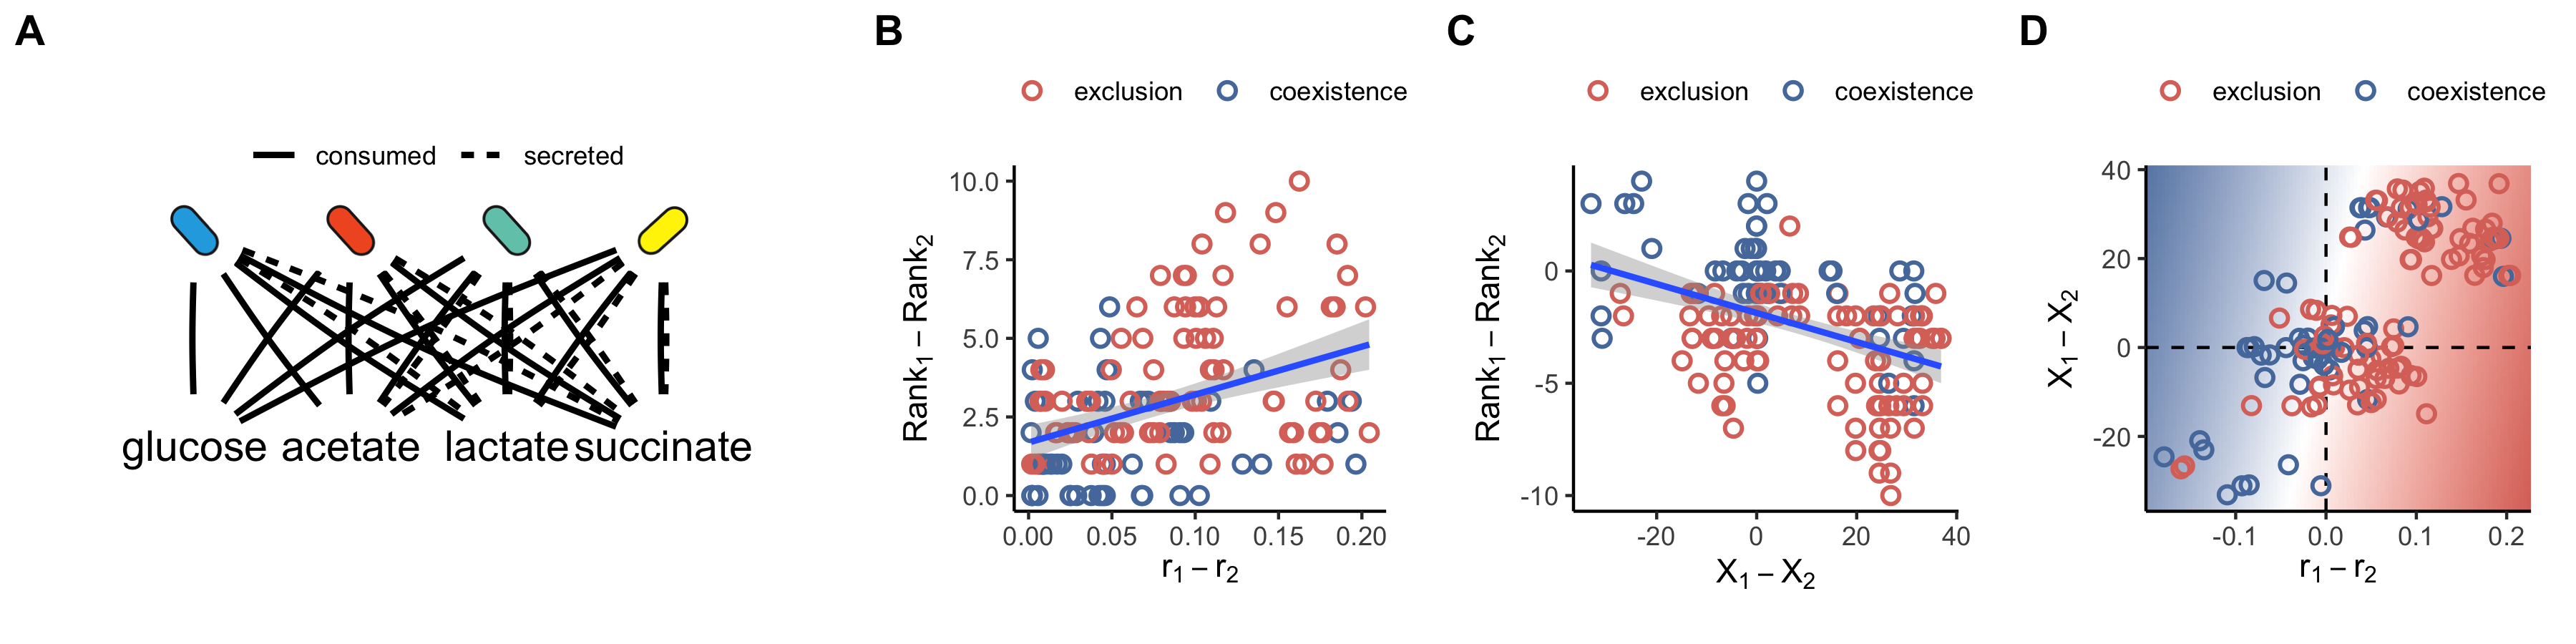 A
consumed secreted
glucose acetate lactate succinate
B
exclusion coexistence
Rank1 – Rank2
10.0
7.5
5.0
2.5
0.0
0.00 0.05 0.10 0.15 0.20
r1 – r2
C
exclusion coexistence
Rank1 – Rank2
0
-5
-10
-20 0 20 40
X1 – X2
D
exclusion coexistence
X1 – X2
40
20
0
-20
-0.1 0.0 0.1 0.2
r1 – r2